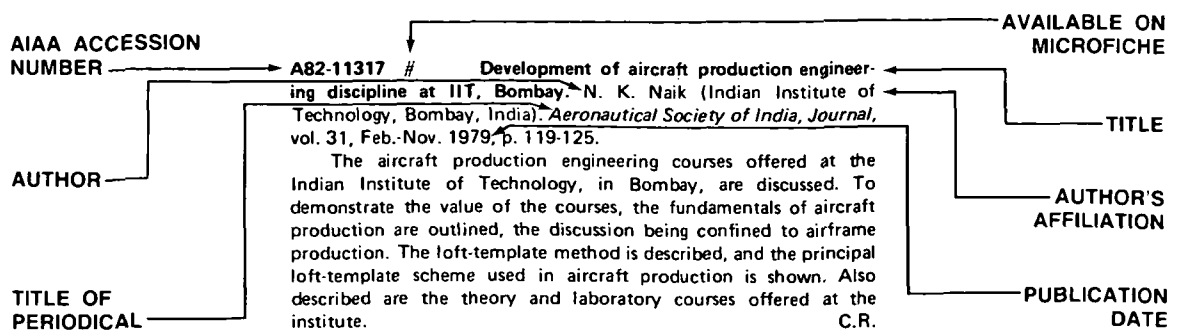 AVAILABLE ON
MICROFICHE
AIAA ACCESSION
NUMBER
A82-11317 # Development of aircraft production engineer-
ing discipline at IIT, Bombay. N. K. Naik (Indian Institute of
Technology, Bombay, India). Aeronautical Society of India, Journal,
vol. 31, Feb.-Nov. 1979, p. 119-125.
TITLE
The aircraft production engineering courses offered at the
Indian Institute of Technology, in Bombay, are discussed. To
demonstrate the value of the courses, the fundamentals of aircraft
production are outlined, the discussion being confined to airframe
production. The loft-template method is described, and the principal
loft-template scheme used in aircraft production is shown. Also
described are the theory and laboratory courses offered at the
institute. C.R.
AUTHOR
AUTHOR'S
AFFILIATION
TITLE OF
PERIODICAL
PUBLICATION
DATE